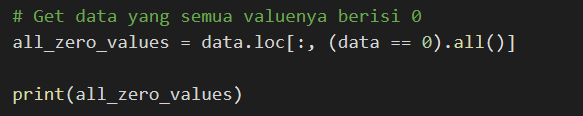 # Get data yang semua valuenya berisi 0
all_zero_values = data.loc[:, (data == 0).all()]
print(all_zero_values)